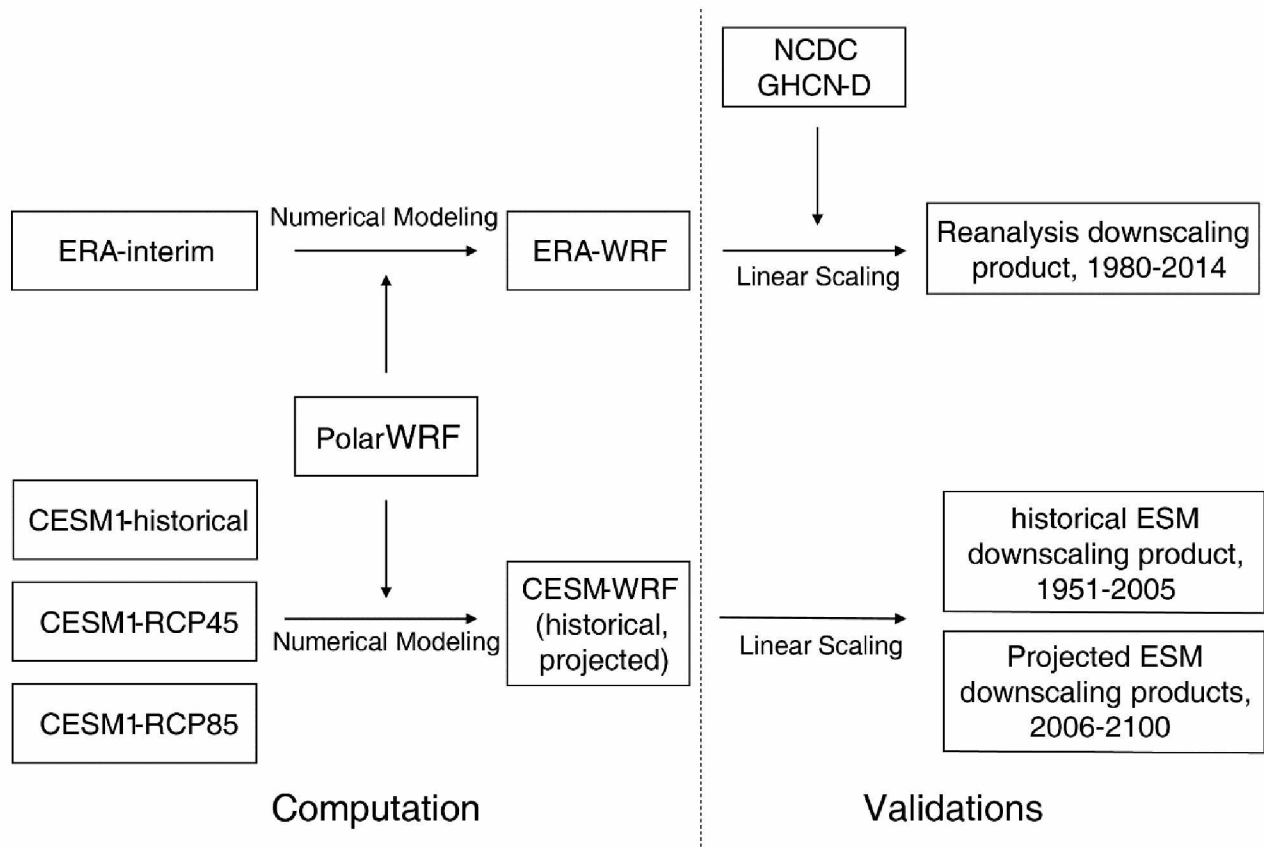 NCDC
GHCN-D
ERA-interim
Numerical Modeling
ERA-WRF
Linear Scaling
Reanalysis downscaling
product, 1980-2014
PolarWRF
CESM1-historical
CESM1-RCP45
CESM1-RCP85
Numerical Modeling
CESM-WRF
(historical,
projected)
Linear Scaling
historical ESM
downscaling product,
1951-2005
Projected ESM
downscaling products,
2006-2100
Computation
Validations